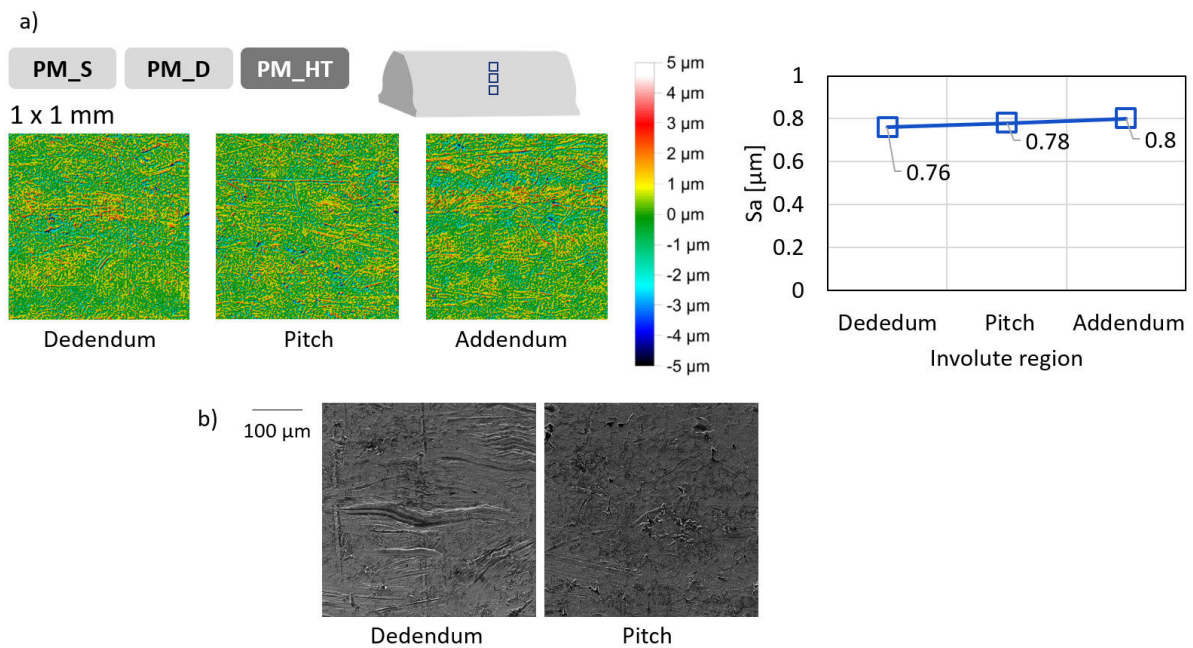 a)
PM_S PM_D PM_HT
1 x 1 mm
Dedendum
Pitch
Addendum
5 µm
4 µm
3 µm
2 µm
1 µm
0 µm
-1 µm
-2 µm
-3 µm
-4 µm
-5 µm
Sa [µm]
1
0.8
0.6
0.4
0.2
0
0.76
0.78
0.8
Dededum Pitch Addendum
Involute region
b)
100 µm
Dedendum
Pitch